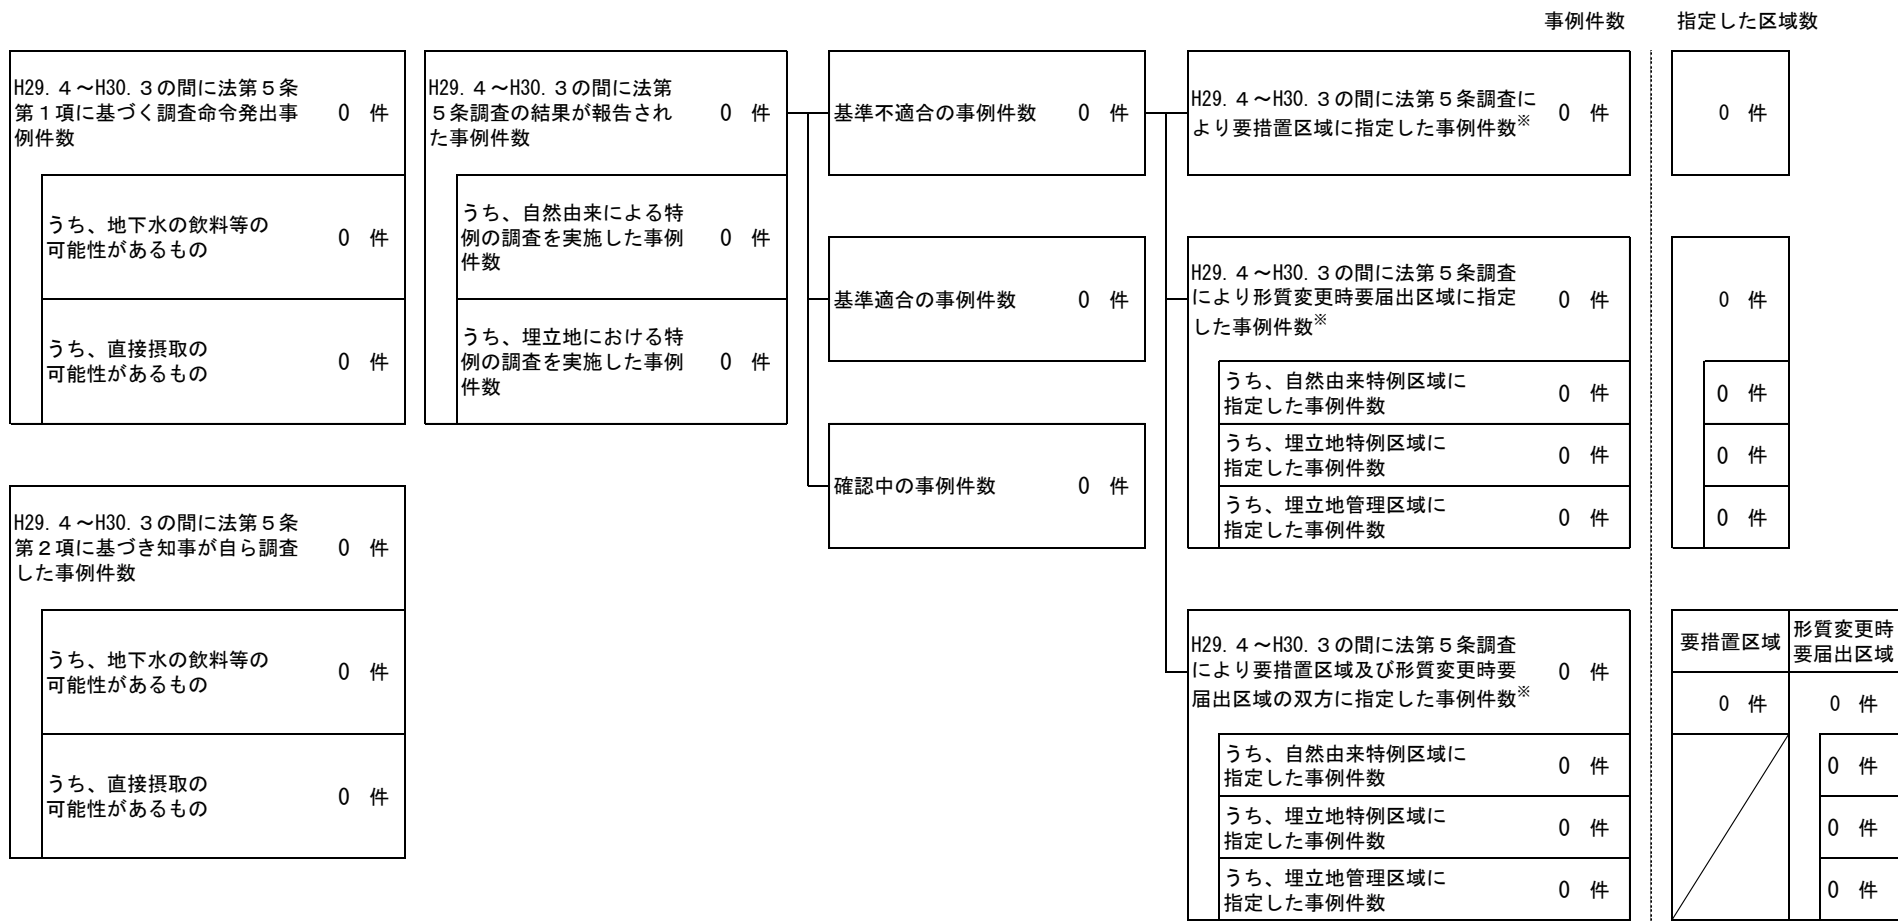 事例件数
指定した区域数
H29.４～H30.３の間に法第５条
第１項に基づく調査命令発出事
例件数
0 件
うち、地下水の飲料等の
可能性があるもの
0 件
うち、直接摂取の
可能性があるもの
0 件
H29.４～H30.３の間に法第５条
第２項に基づき知事が自ら調査
した事例件数
0 件
うち、地下水の飲料等の
可能性があるもの
0 件
うち、直接摂取の
可能性があるもの
0 件
H29.４～H30.３の間に法第
５条調査の結果が報告され
た事例件数
0 件
うち、自然由来による特
例の調査を実施した事例
件数
0 件
うち、埋立地における特
例の調査を実施した事例
件数
0 件
基準不適合の事例件数 0 件
基準適合の事例件数 0 件
確認中の事例件数 0 件
H29.４～H30.３の間に法第５条調査に
より要措置区域に指定した事例件数※
0 件
0 件
H29.４～H30.３の間に法第５条調査
により形質変更時要届出区域に指定
した事例件数※
0 件
0 件
うち、自然由来特例区域に
指定した事例件数
0 件
0 件
うち、埋立地特例区域に
指定した事例件数
0 件
0 件
うち、埋立地管理区域に
指定した事例件数
0 件
0 件
H29.４～H30.３の間に法第５条調査
により要措置区域及び形質変更時要
届出区域の双方に指定した事例件数※
0 件
要措置区域
形質変更時
要届出区域
0 件
0 件
うち、自然由来特例区域に
指定した事例件数
0 件
0 件
うち、埋立地特例区域に
指定した事例件数
0 件
0 件
うち、埋立地管理区域に
指定した事例件数
0 件
0 件